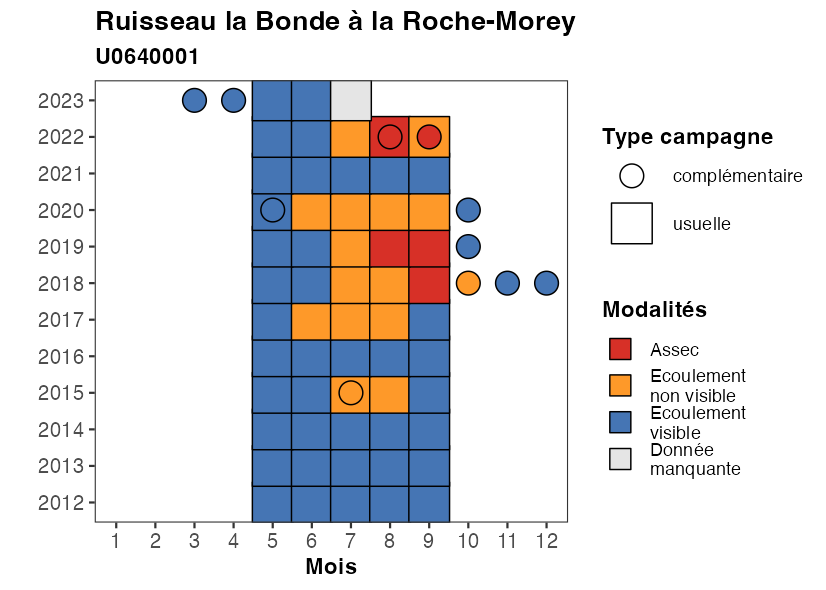 Ruisseau la Bonde à la Roche-Morey
U0640001
2023
2022
2021
2020
2019
2018
2017
2016
2015
2014
2013
2012
1 2 3 4 5 6 7 8 9 10 11 12
Mois
Type campagne
complémentaire
usuelle
Modalités
Assec
Ecoulement
non visible
Ecoulement
visible
Donnée
manquante